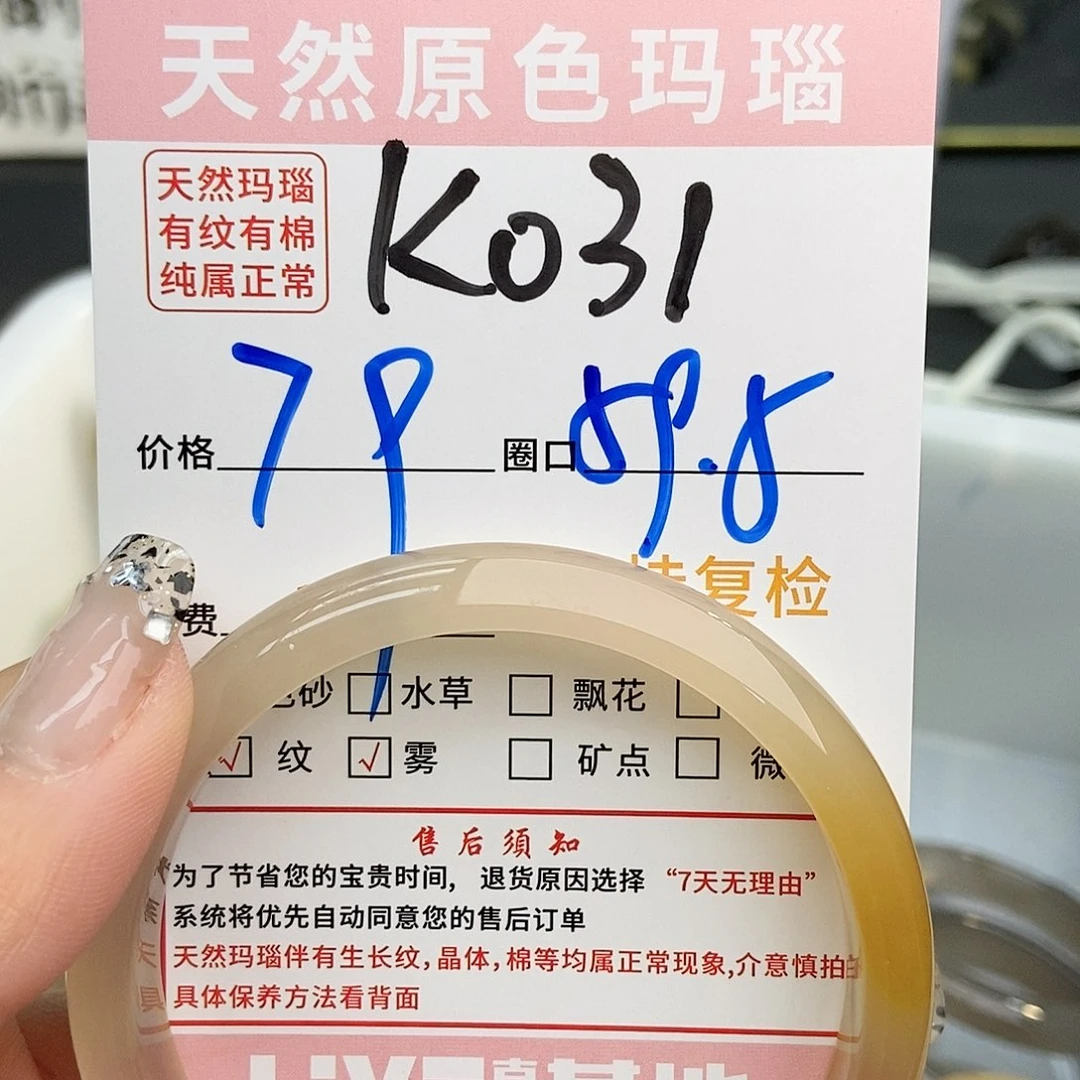 天然原色玛瑙
天然玛瑙
有纹有棉
纯属正常
K031
价格 79 圈口 59.8
费 持复检
色砂 水草 飘花
√ 纹 √ 雾 矿点 微
售后須知
为了节省您的宝贵时间, 退货原因选择 “7天无理由”
系统将优先自动同意您的售后订单
天然玛瑙伴有生长纹,晶体,棉等均属正常现象,介意慎拍
具体保养方法看背面